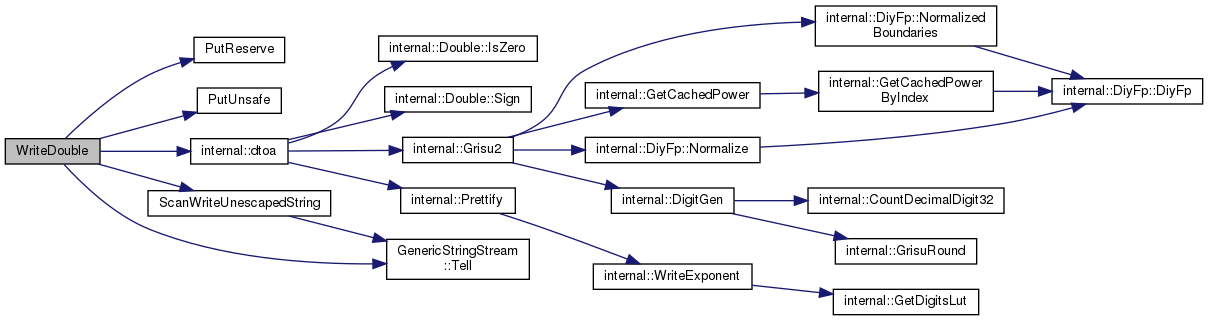 WriteDouble
PutReserve
PutUnsafe
internal::dtoa
ScanWriteUnescapedString
GenericStringStream
::Tell
internal::Double::IsZero
internal::Double::Sign
internal::Grisu2
internal::Prettify
internal::DiyFp::Normalized
Boundaries
internal::GetCachedPower
internal::GetCachedPower
ByIndex
internal::DiyFp::DiyFp
internal::DiyFp::Normalize
internal::DigitGen
internal::CountDecimalDigit32
internal::GrisuRound
internal::WriteExponent
internal::GetDigitsLut